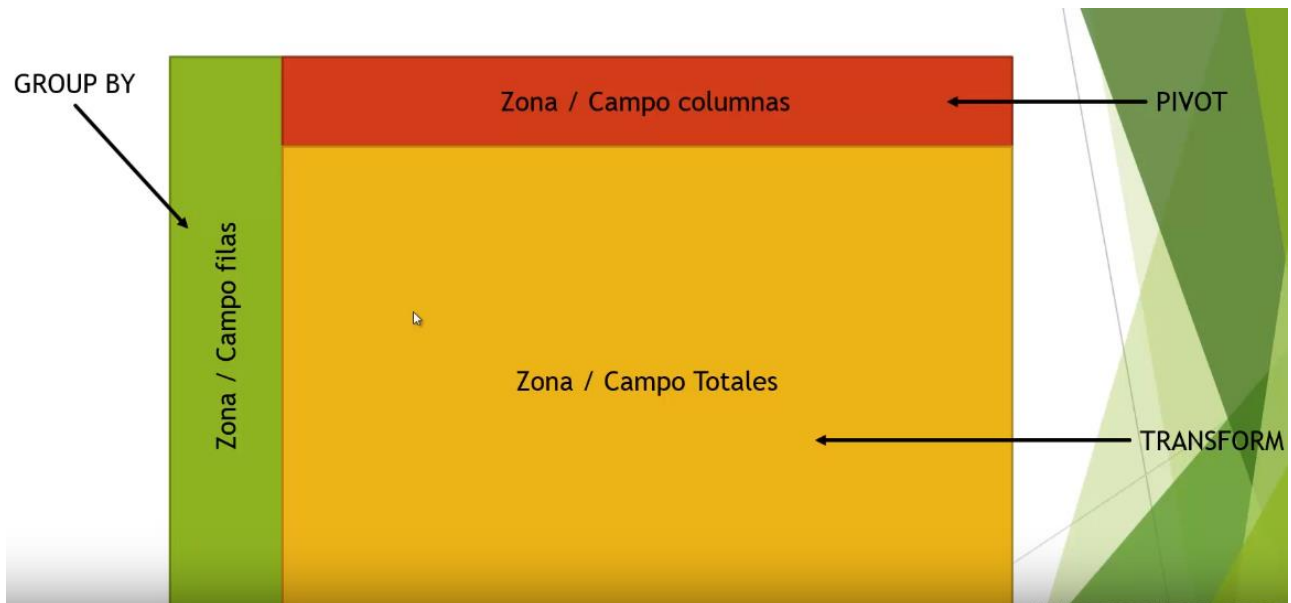 GROUP BY
Zona / Campo columnas
PIVOT
Zona / Campo filas
Zona / Campo Totales
TRANSFORM